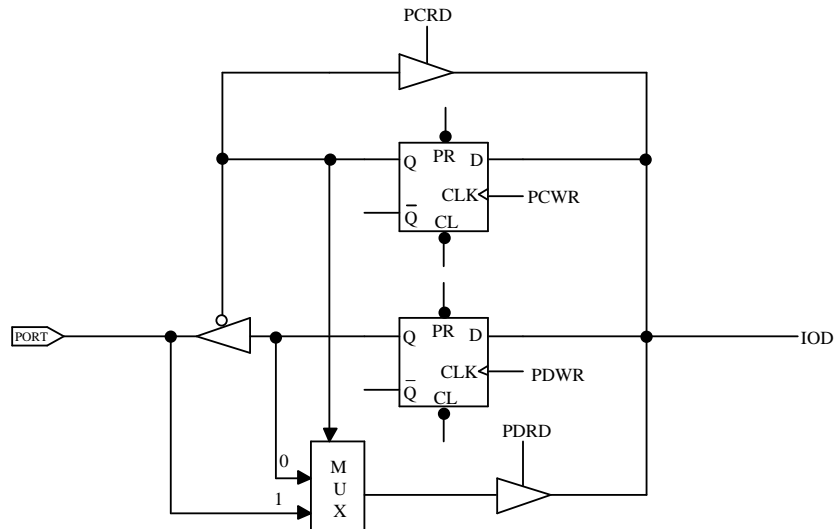 PCRD
Q PR D
CLK PCWR
Q̅ CL
PORT
Q PR D
IOD
CLK PDWR
Q̅ CL
PDRD
0
1
M
U
X